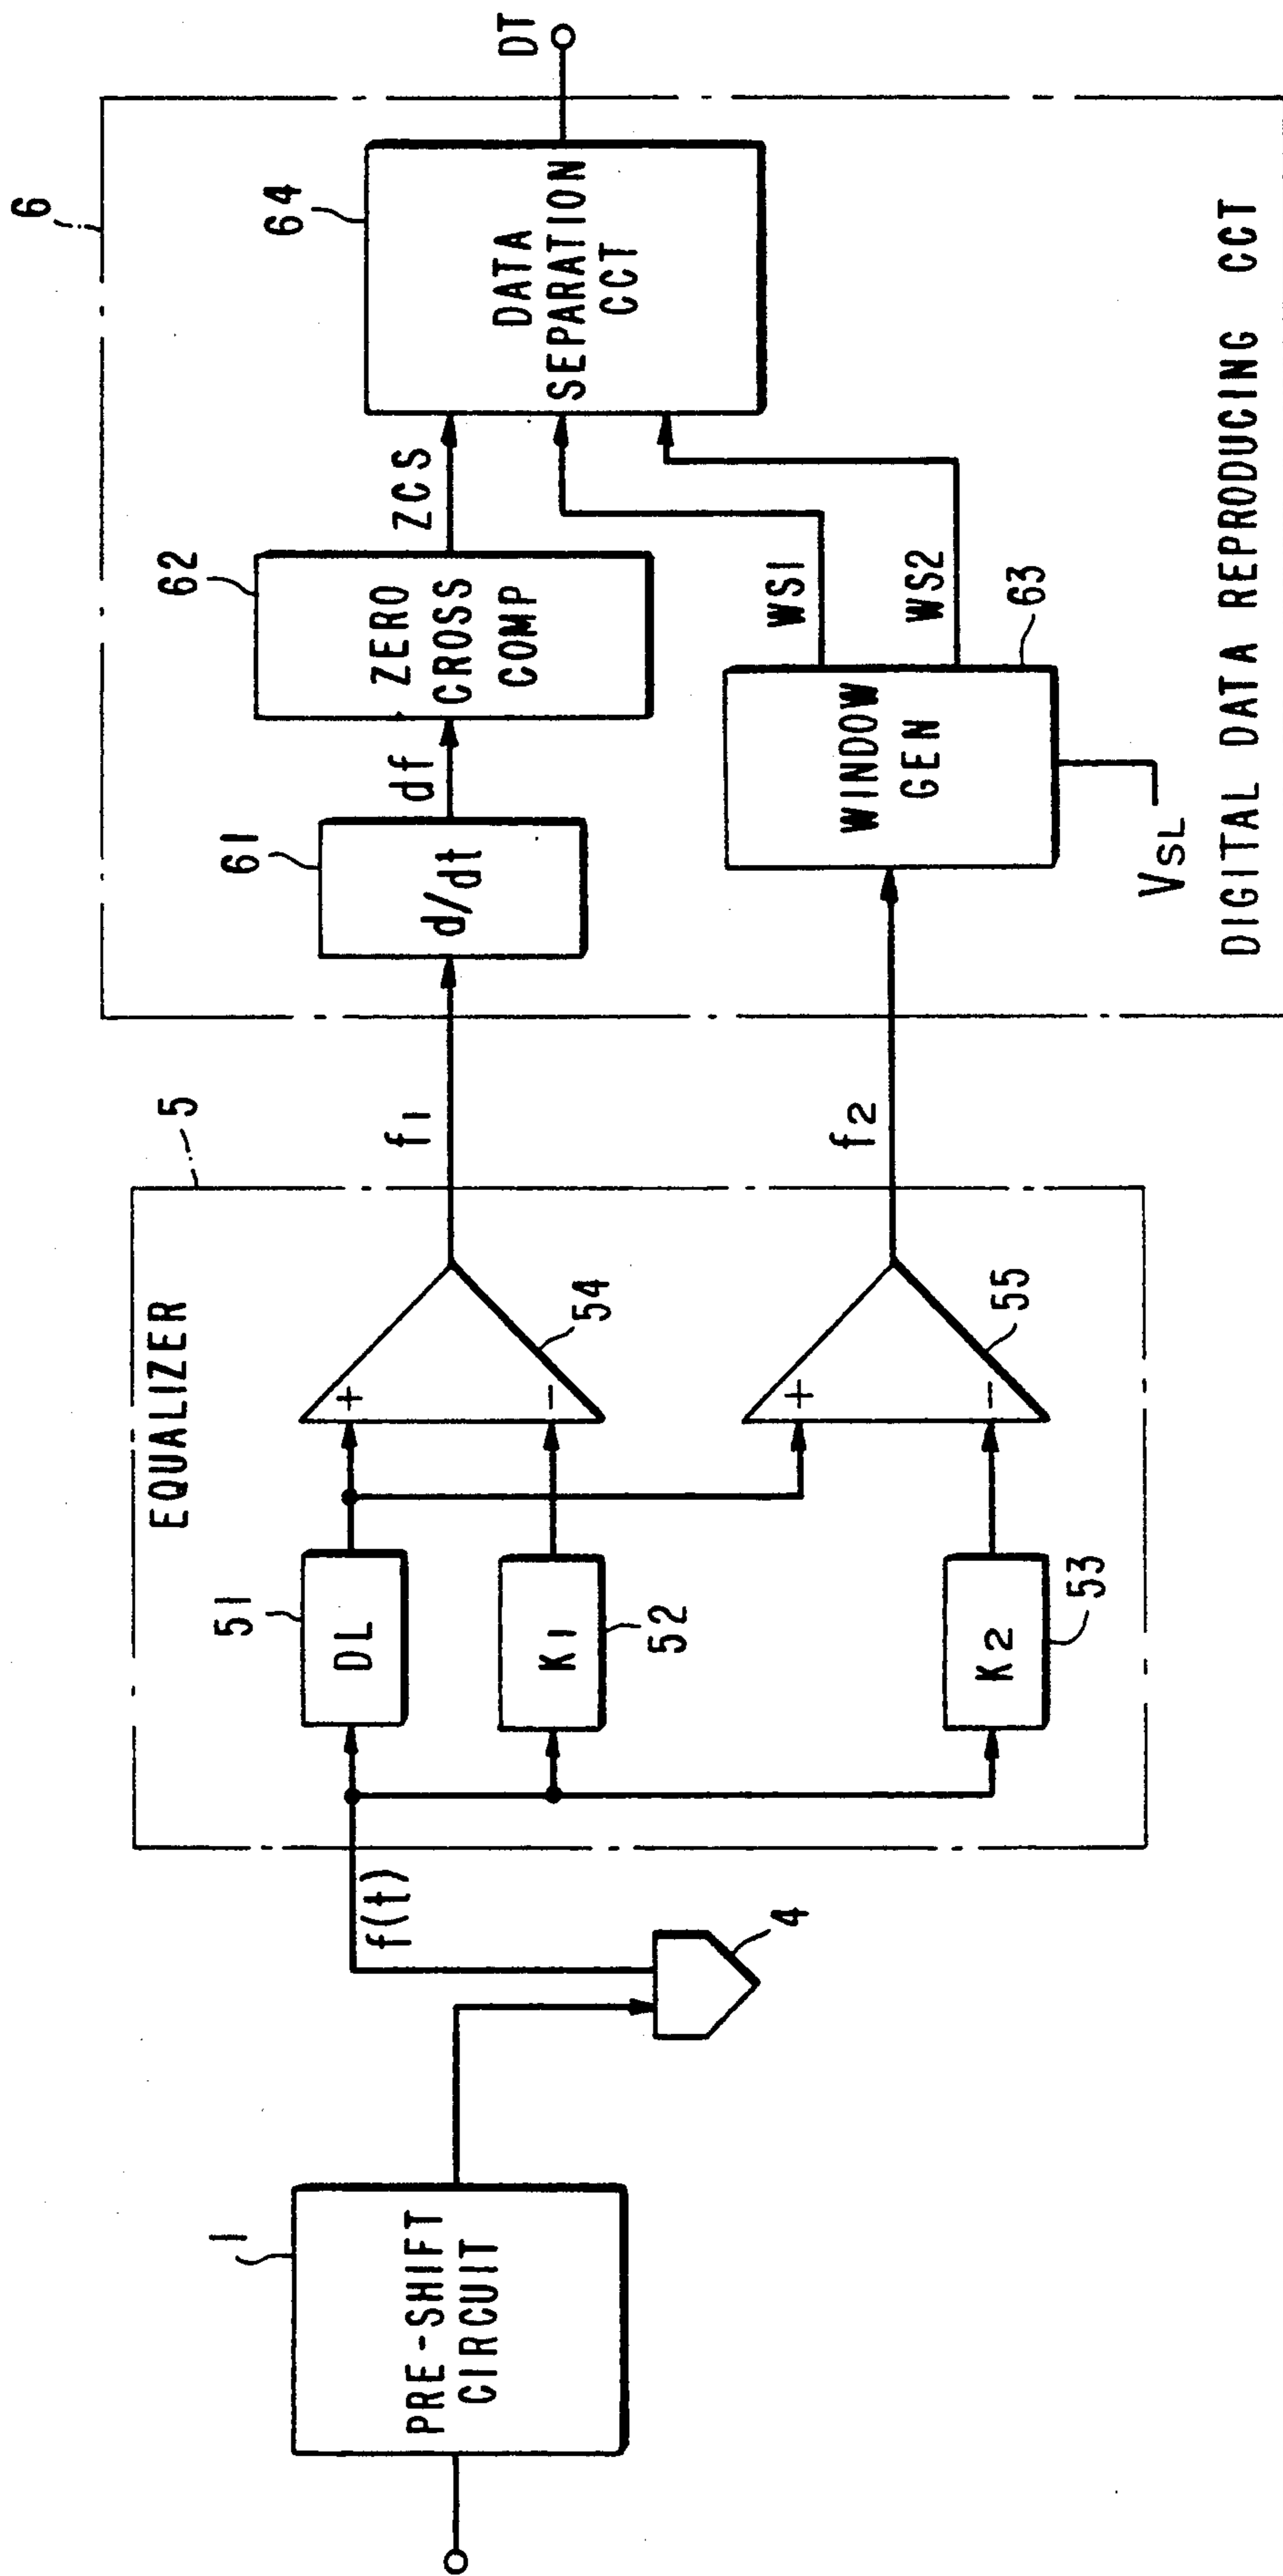 1
PRE-SHIFT
CIRCUIT
4
f(t)
EQUALIZER
5
51
DL
K1
52
K2
53
+
−
54
+
−
55
f1
f2
6
61
d/dt
df
62
ZERO
CROSS
COMP
ZCS
WINDOW
GEN
63
VSL
WS1
WS2
64
DATA
SEPARATION
CCT
DT
DIGITAL DATA REPRODUCING CCT